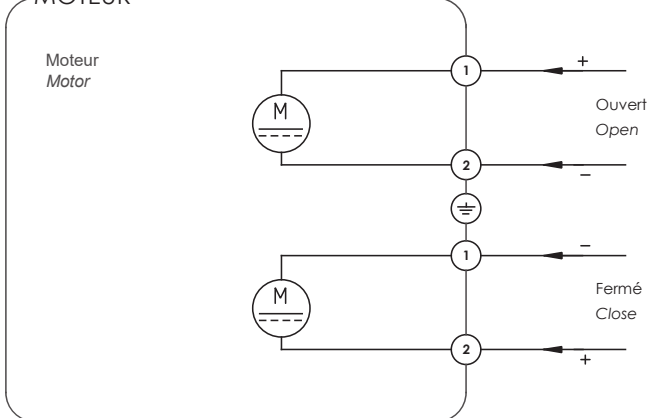 MOTEUR
Moteur
Motor
M
1
+
Ouvert
Open
2
−
1
−
M
Fermé
Close
2
+